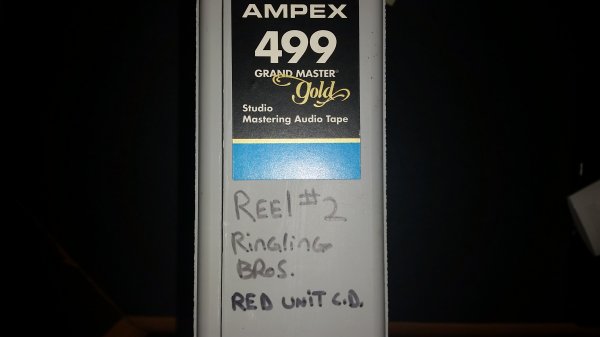 AMPEX
499
GRAND MASTER®
Gold
Studio
Mastering Audio Tape
REEl #2
RiNGliNG
BROS.
RED UNiT C.D.